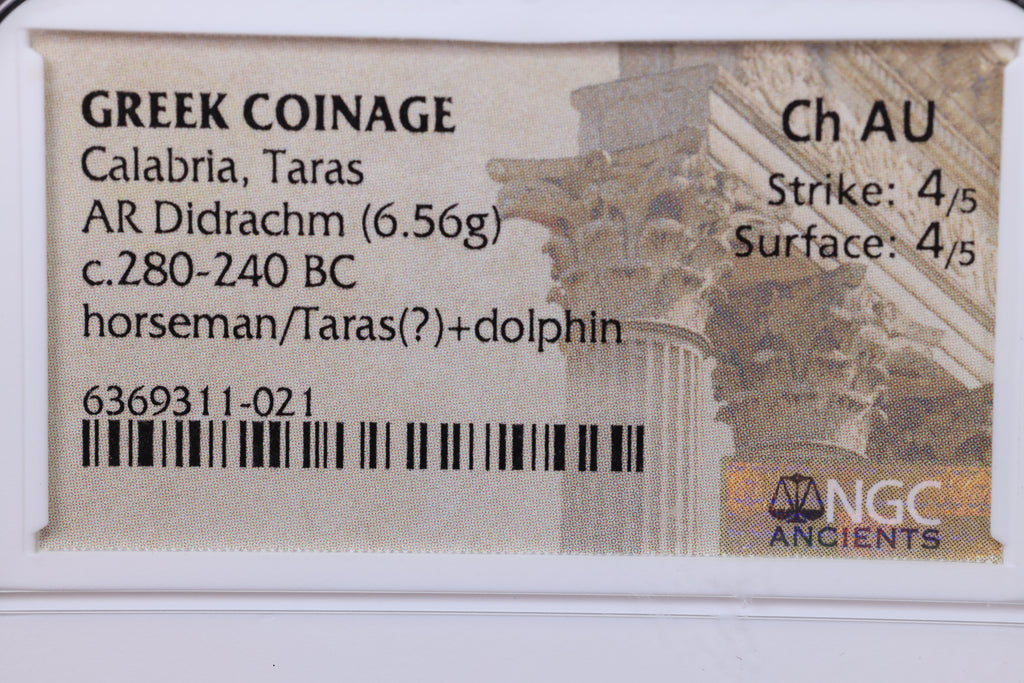 GREEK COINAGE
Calabria, Taras
AR Didrachm (6.56g)
c.280-240 BC
horseman/Taras(?)+dolphin
6369311-021
Ch AU
Strike: 4/5
Surface: 4/5
NGC
ANCIENTS